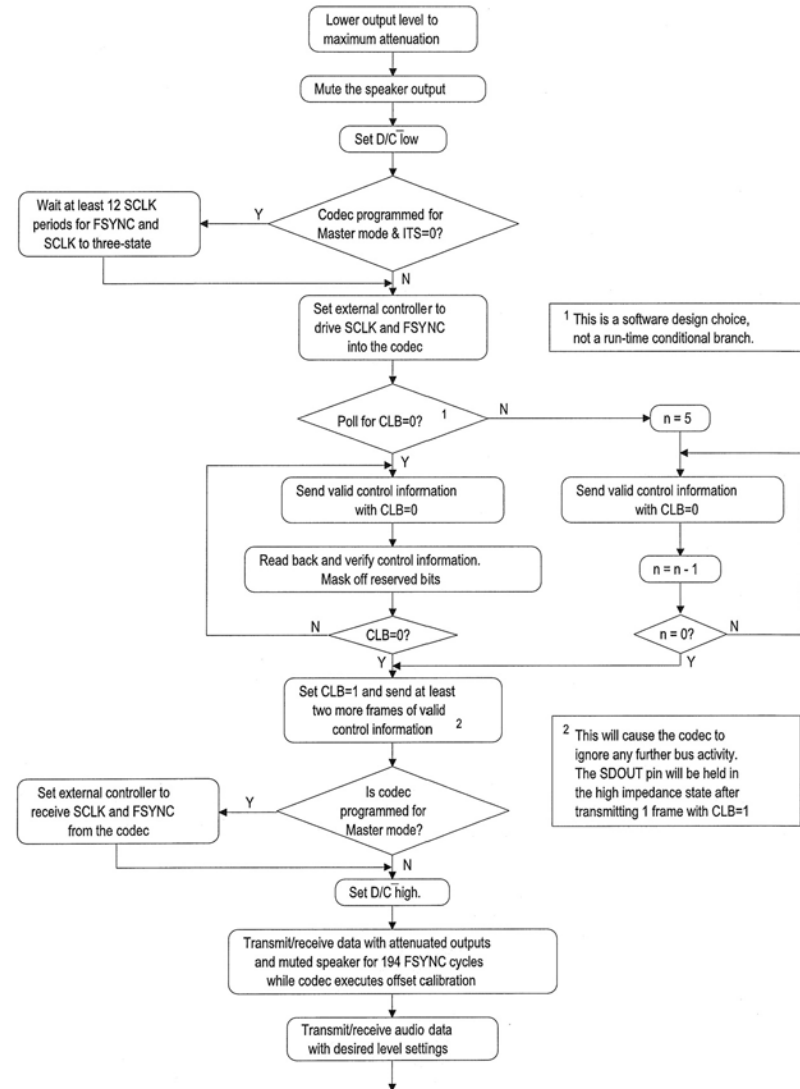 Lower output level to
maximum attenuation
Mute the speaker output
Set D/C̅ low
Wait at least 12 SCLK
periods for FSYNC and
SCLK to three-state
Y
Codec programmed for
Master mode & ITS=0?
N
Set external controller to
drive SCLK and FSYNC
into the codec
1 This is a software design choice,
not a run-time conditional branch.
Poll for CLB=0? 1
N
n = 5
Y
Send valid control information
with CLB=0
Send valid control information
with CLB=0
Read back and verify control information.
Mask off reserved bits
n = n - 1
N
CLB=0?
n = 0?
N
Y
Y
Set CLB=1 and send at least
two more frames of valid
control information 2
2 This will cause the codec to
ignore any further bus activity.
The SDOUT pin will be held in
the high impedance state after
transmitting 1 frame with CLB=1
Set external controller to
receive SCLK and FSYNC
from the codec
Y
Is codec
programmed for
Master mode?
N
Set D/C̅ high.
Transmit/receive data with attenuated outputs
and muted speaker for 194 FSYNC cycles
while codec executes offset calibration
Transmit/receive audio data
with desired level settings